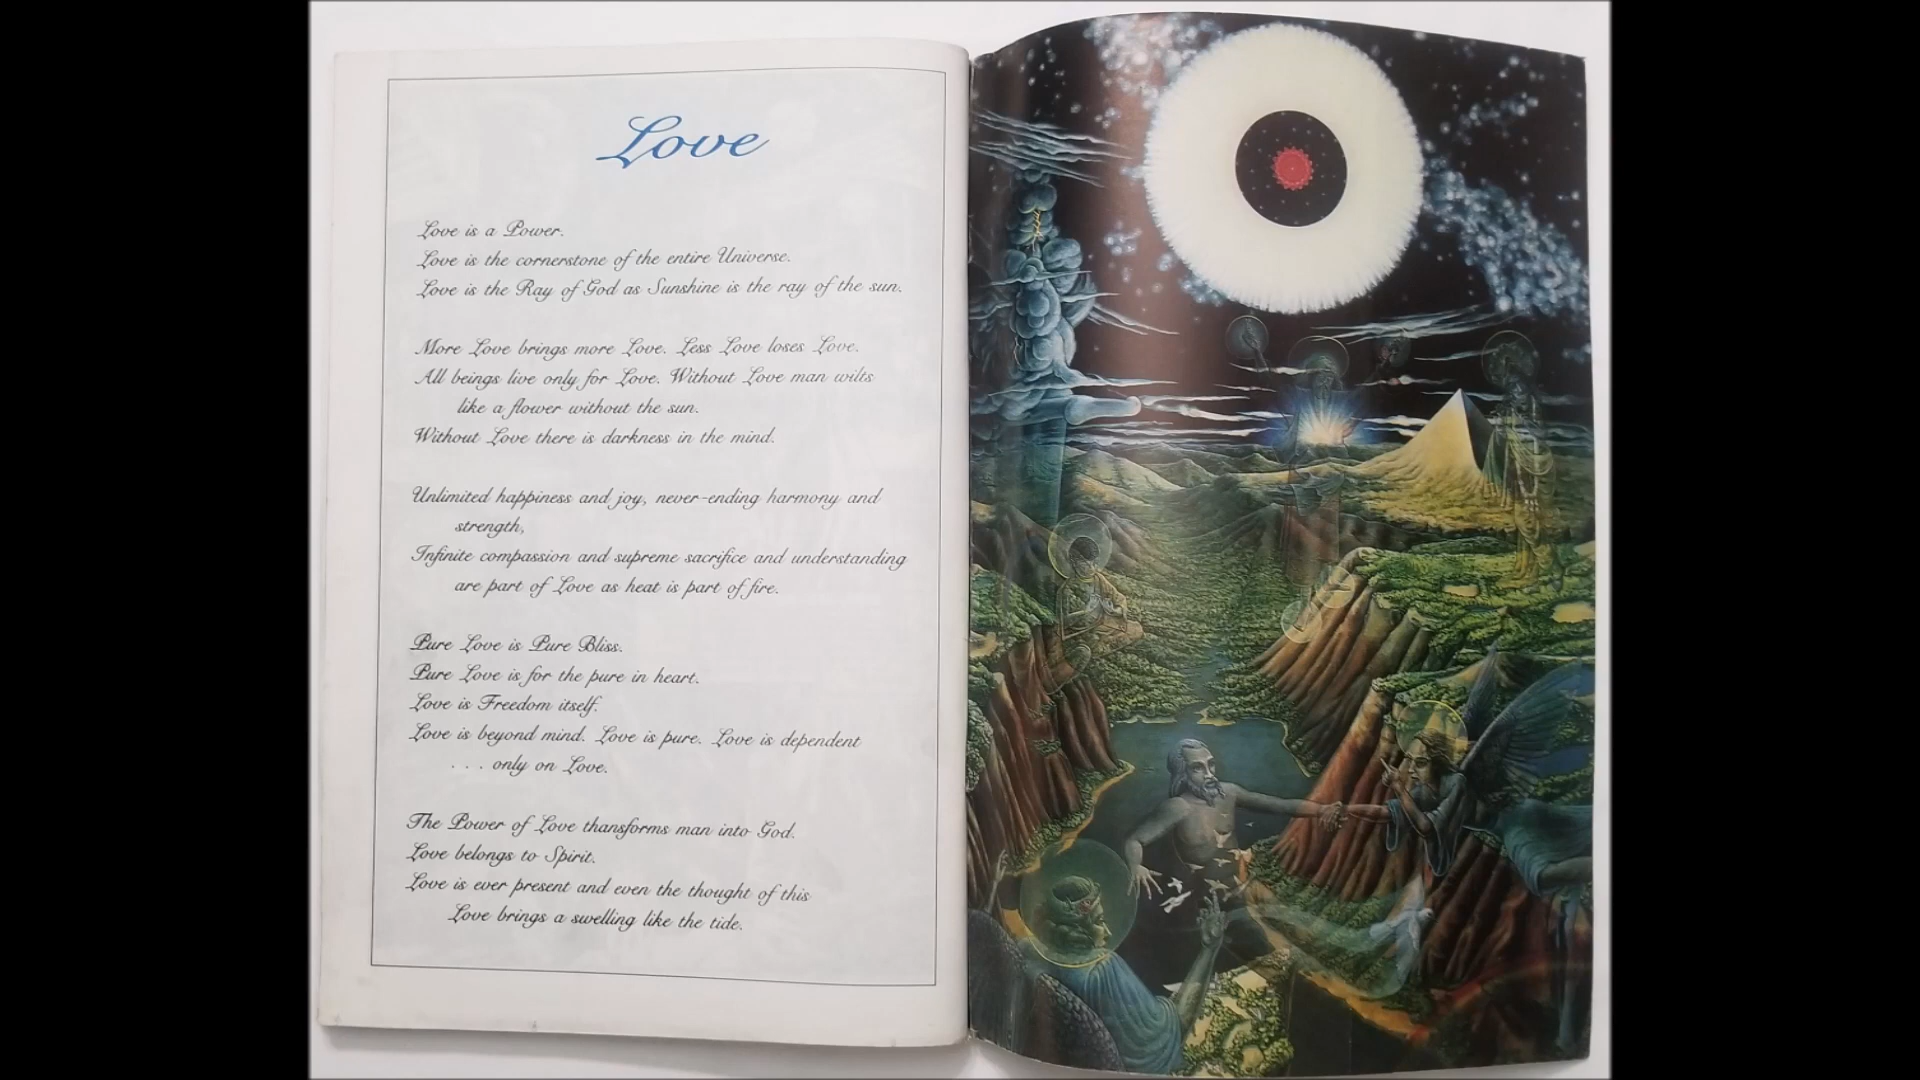 Love
Love is a Power.
Love is the cornerstone of the entire Universe.
Love is the Ray of God as Sunshine is the ray of the sun.
More Love brings more Love. Less Love loses Love.
All beings live only for Love. Without Love man wilts
like a flower without the sun.
Without Love there is darkness in the mind.
Unlimited happiness and joy, never-ending harmony and
strength,
Infinite compassion and supreme sacrifice and understanding
are part of Love as heat is part of fire.
Pure Love is Pure Bliss.
Pure Love is for the pure in heart.
Love is Freedom itself.
Love is beyond mind. Love is pure. Love is dependent
. . . only on Love.
The Power of Love thansforms man into God.
Love belongs to Spirit.
Love is ever present and even the thought of this
Love brings a swelling like the tide.